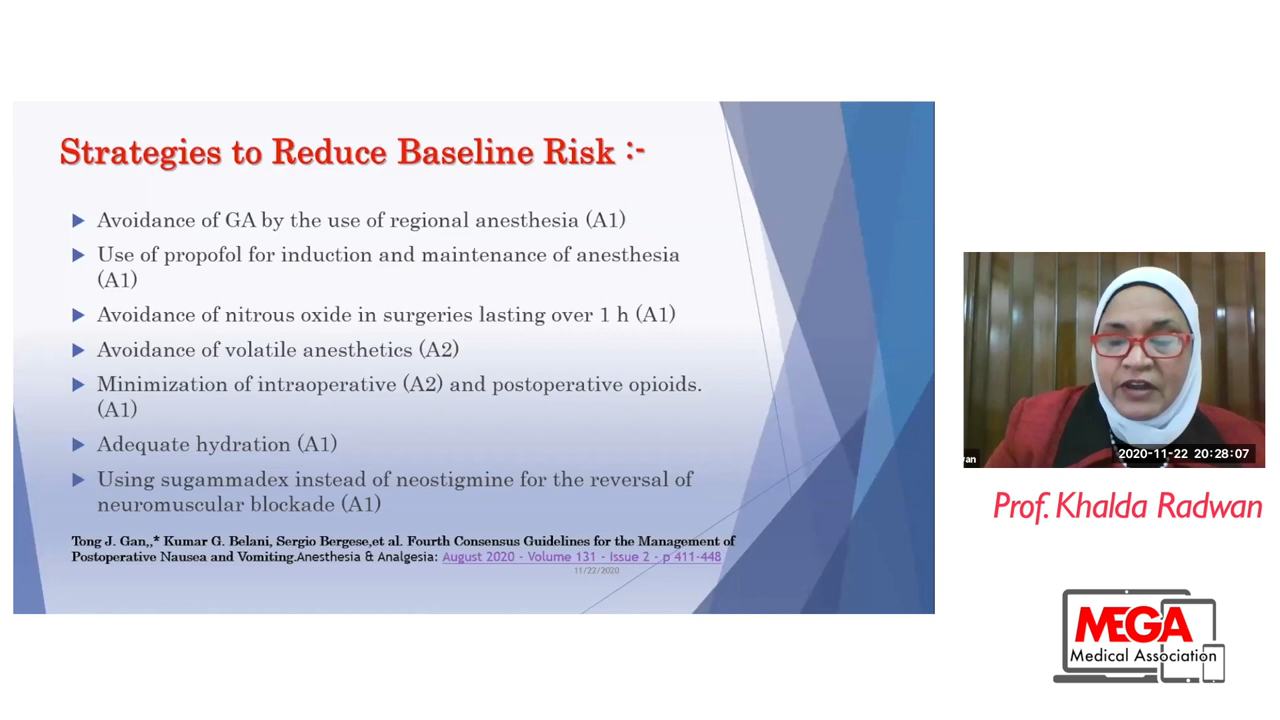 Strategies to Reduce Baseline Risk :-
Avoidance of GA by the use of regional anesthesia (A1)
Use of propofol for induction and maintenance of anesthesia
(A1)
Avoidance of nitrous oxide in surgeries lasting over 1 h (A1)
Avoidance of volatile anesthetics (A2)
Minimization of intraoperative (A2) and postoperative opioids.
(A1)
Adequate hydration (A1)
Using sugammadex instead of neostigmine for the reversal of
neuromuscular blockade (A1)
Tong J. Gan,,* Kumar G. Belani, Sergio Bergese,et al. Fourth Consensus Guidelines for the Management of
Postoperative Nausea and Vomiting.Anesthesia & Analgesia: August 2020 - Volume 131 - Issue 2 - p 411-448
11/22/2020
wan
2020-11-22 20:28:07
Prof. Khalda Radwan
MEGA
Medical Association